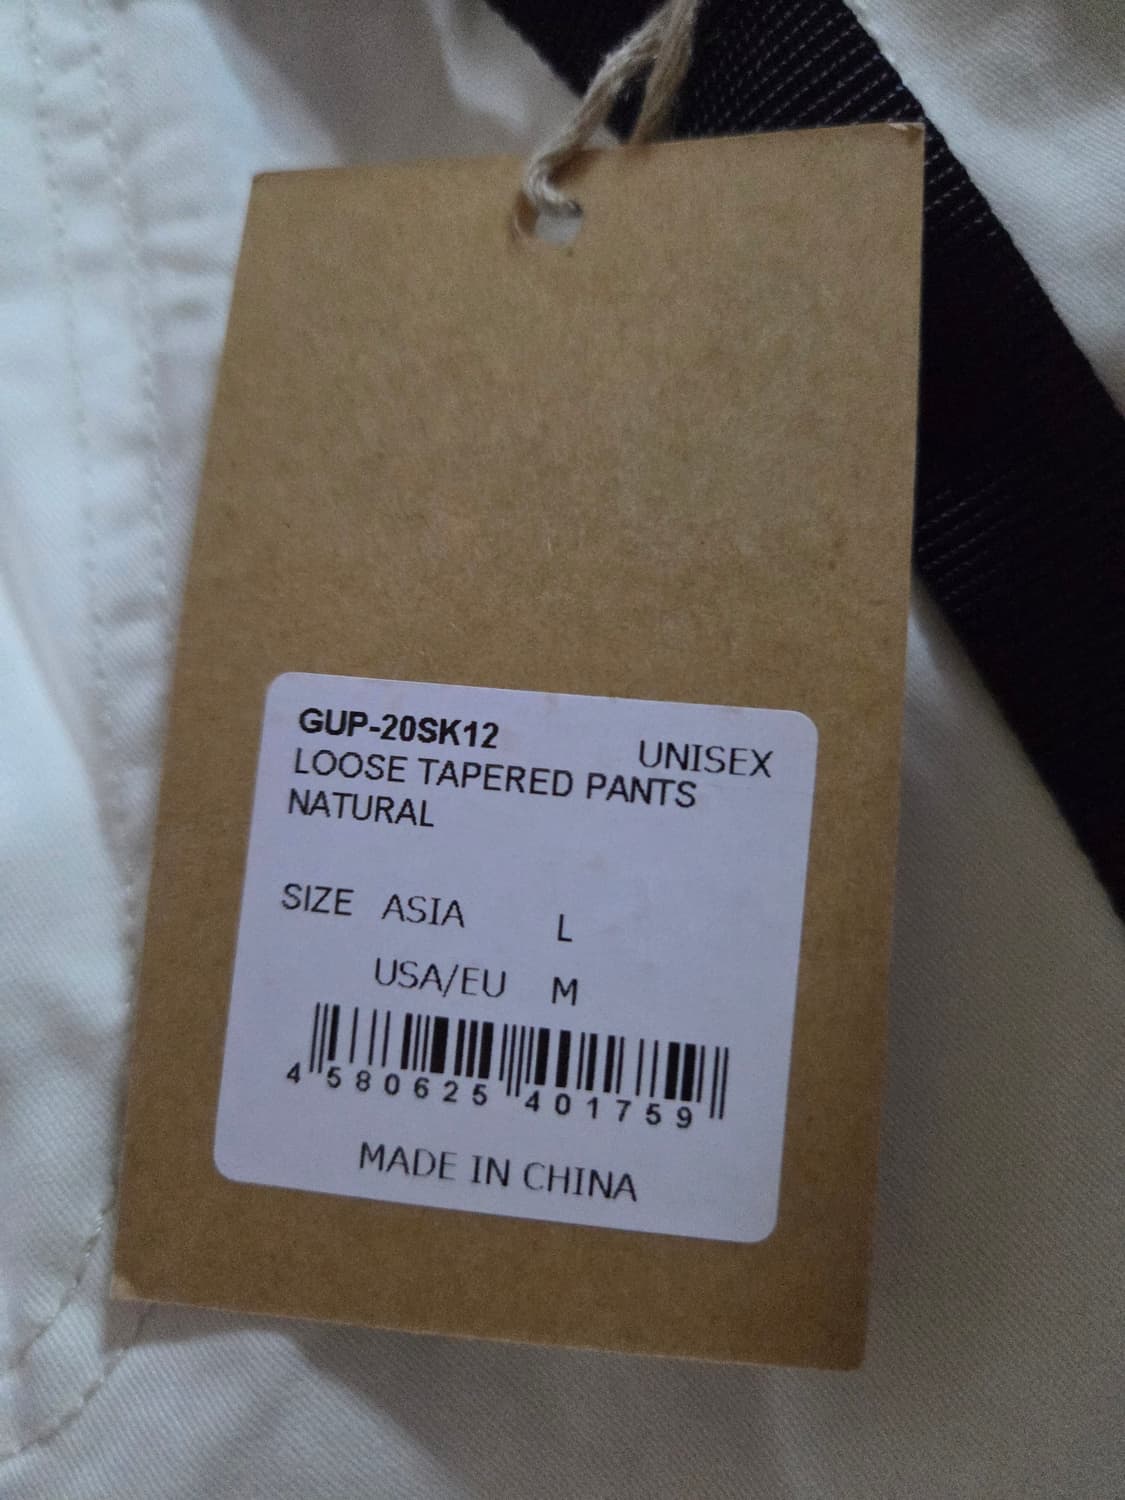 GUP-20SK12
UNISEX
LOOSE TAPERED PANTS
NATURAL
SIZE ASIA L
USA/EU M
4 580625 401759
MADE IN CHINA